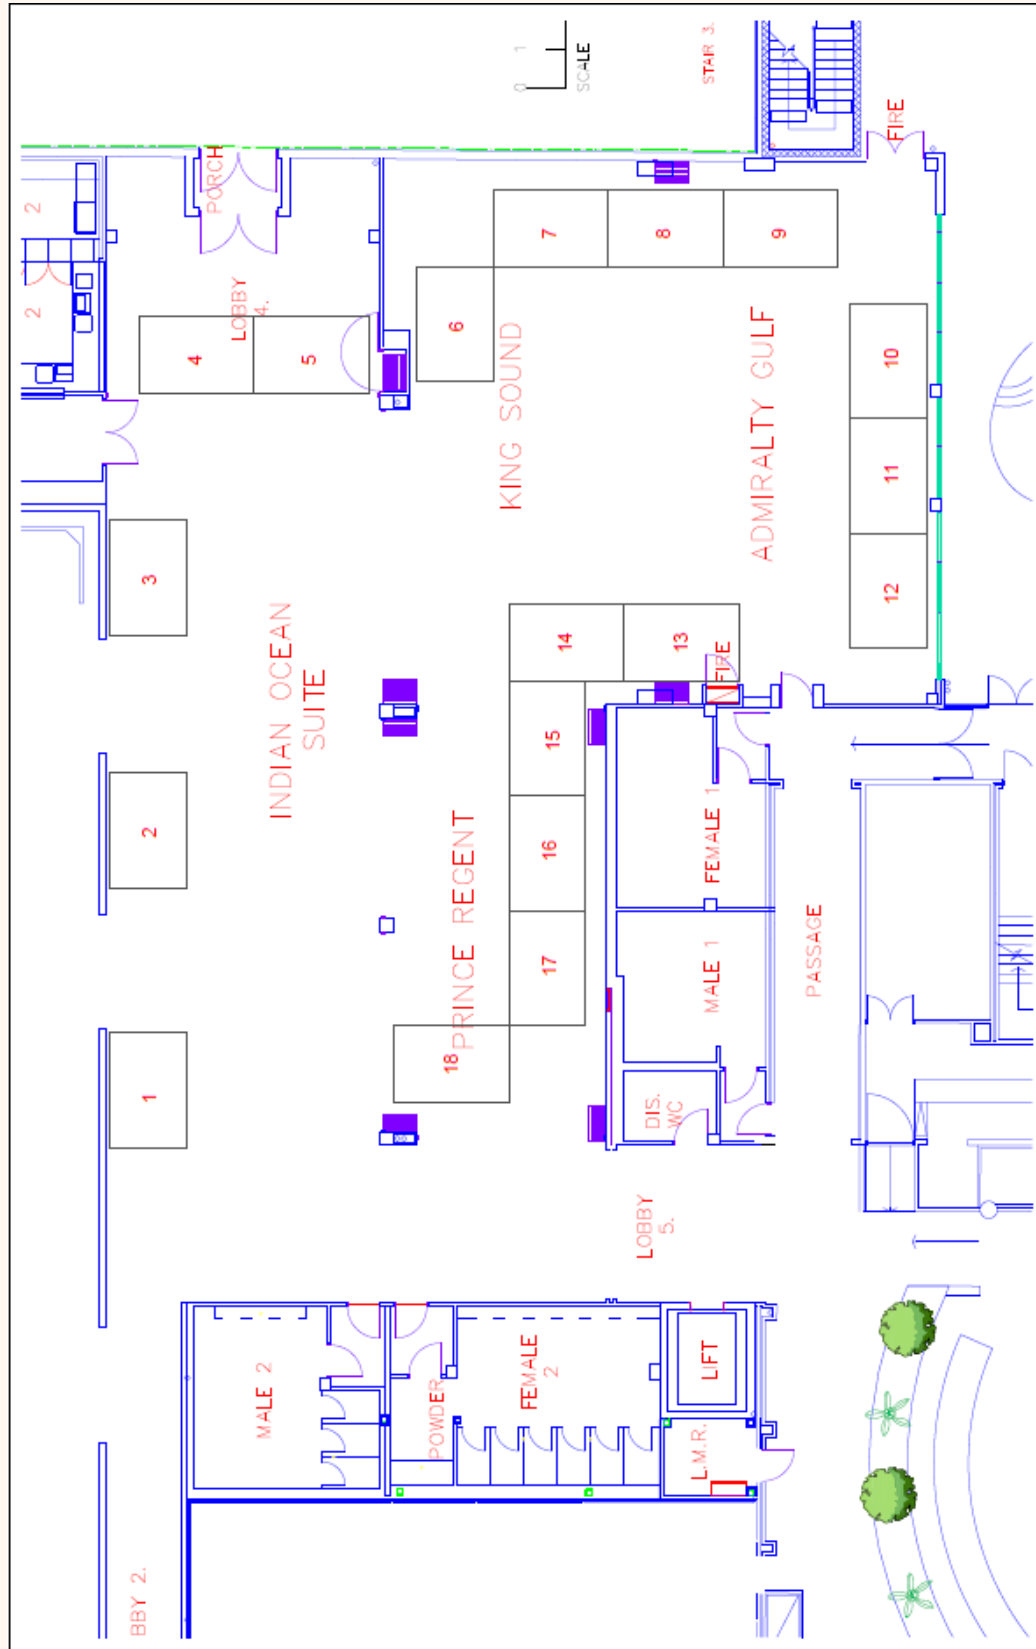 0 1
SCALE
STAIR 3.
FIRE
PORCH
2
2
LOBBY
4.
4
5
6
7
8
9
KING SOUND
ADMIRALTY GULF
10
11
12
3
INDIAN OCEAN
SUITE
14
13
FIRE
15
16
17
18
2
1
PRINCE REGENT
FEMALE 1
MALE 1
PASSAGE
DIS.
WC
LOBBY
5.
MALE 2
POWDER
FEMALE
2
LIFT
L.M.R.
BBY 2.